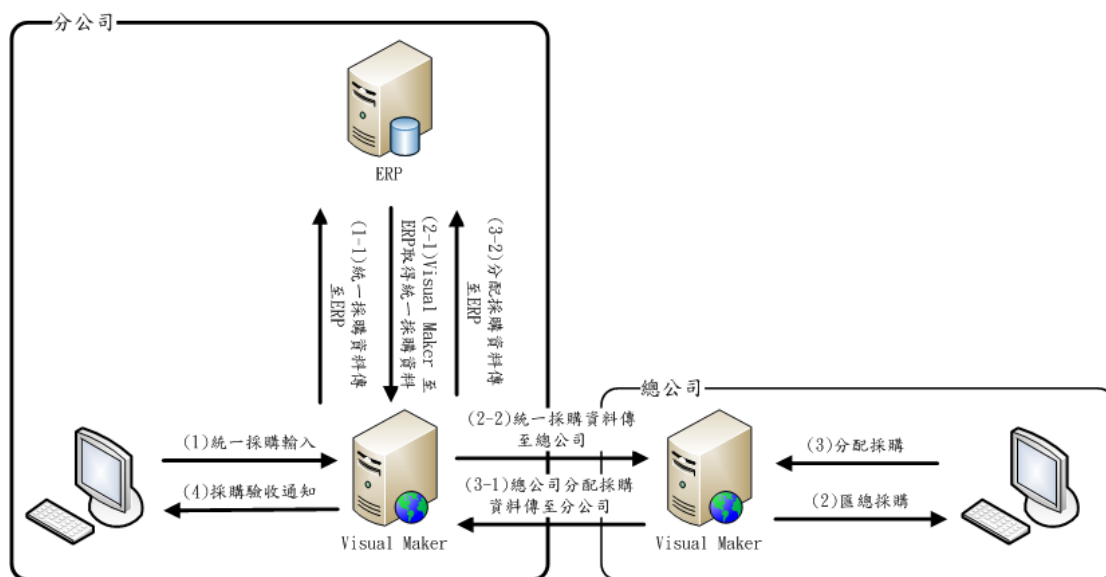 分公司
ERP
(1-1)統一採購資料傳
至ERP
(2-1)Visual Maker 至
ERP取得統一採購資料
(3-2)分配採購資料傳
至ERP
總公司
(1)統一採購輸入
(2-2)統一採購資料傳
至總公司
(3)分配採購
(4)採購驗收通知
(3-1)總公司分配採購
資料傳至分公司
(2)匯總採購
Visual Maker
Visual Maker